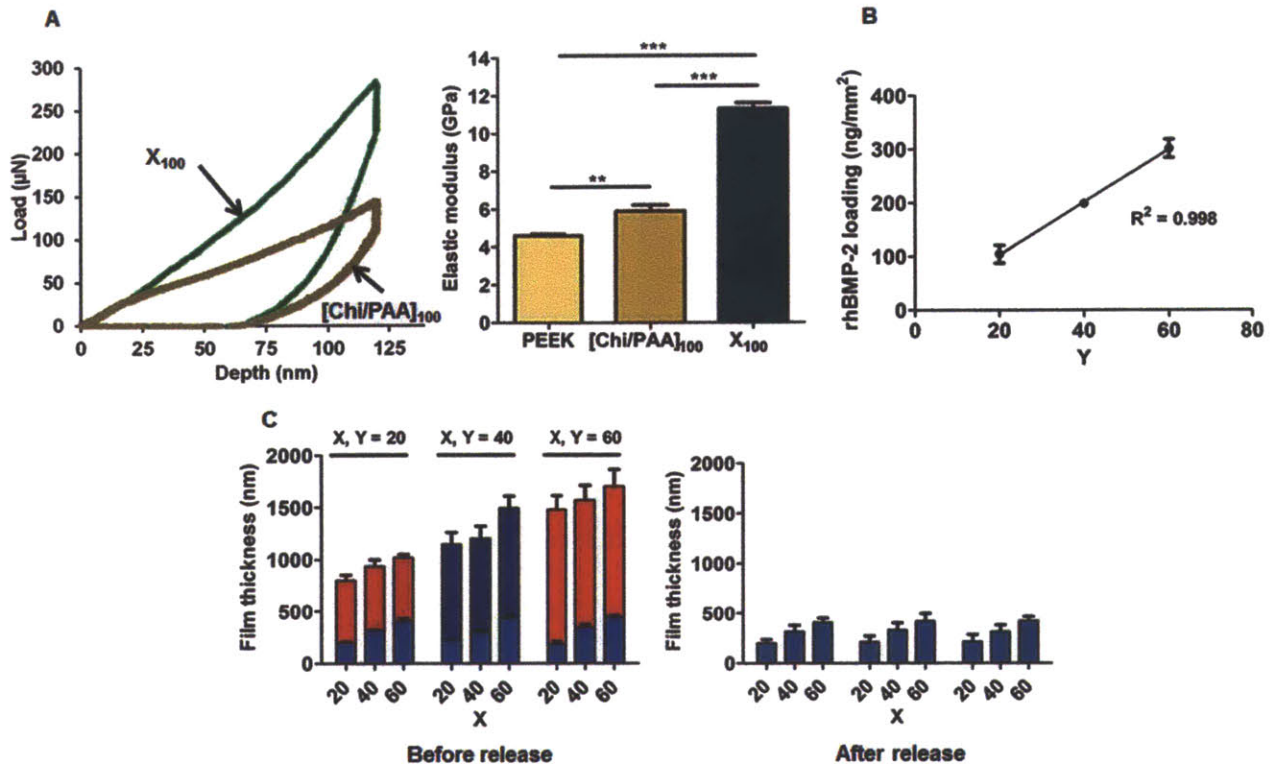 A
300
250
200
150
100
50
0
Load (µN)
X₁₀₀
[Chi/PAA]₁₀₀
0 25 50 75 100 125
Depth (nm)
***
***
**
14
12
10
8
6
4
2
0
Elastic modulus (GPa)
PEEK [Chi/PAA]₁₀₀ X₁₀₀
B
400
300
200
100
0
rhBMP-2 loading (ng/mm²)
R² = 0.998
0 20 40 60 80
Y
C
X, Y = 20 X, Y = 40 X, Y = 60
2000
1500
1000
500
0
Film thickness (nm)
20 40 60 20 40 60 20 40 60
X
Before release
2000
1500
1000
500
0
Film thickness (nm)
20 40 60 20 40 60 20 40 60
X
After release